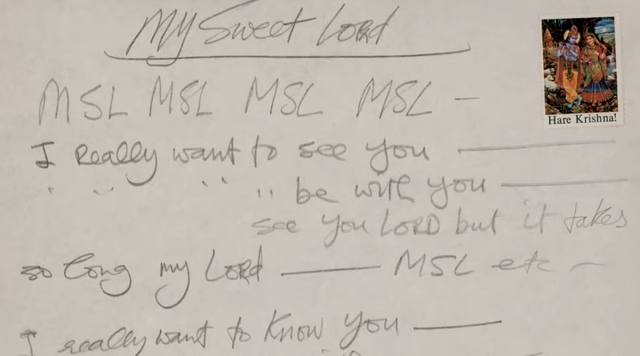 My Sweet Lord
MSL MSL MSL MSL –
Hare Krishna!
I Really want to see you ———
" " " " be with you ———
see you LORD but it takes
so long my Lord ——— MSL etc –
I really want to Know you ———